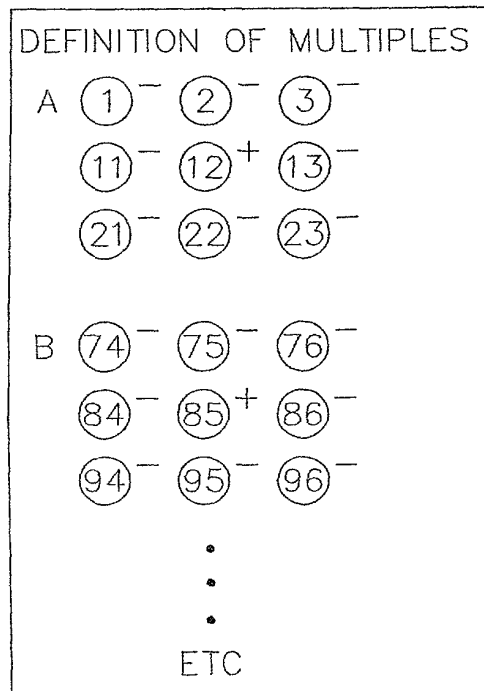 DEFINITION OF MULTIPLES
A 1 - 2 - 3 -
11 - 12 + 13 -
21 - 22 - 23 -
B 74 - 75 - 76 -
84 - 85 + 86 -
94 - 95 - 96 -
ETC